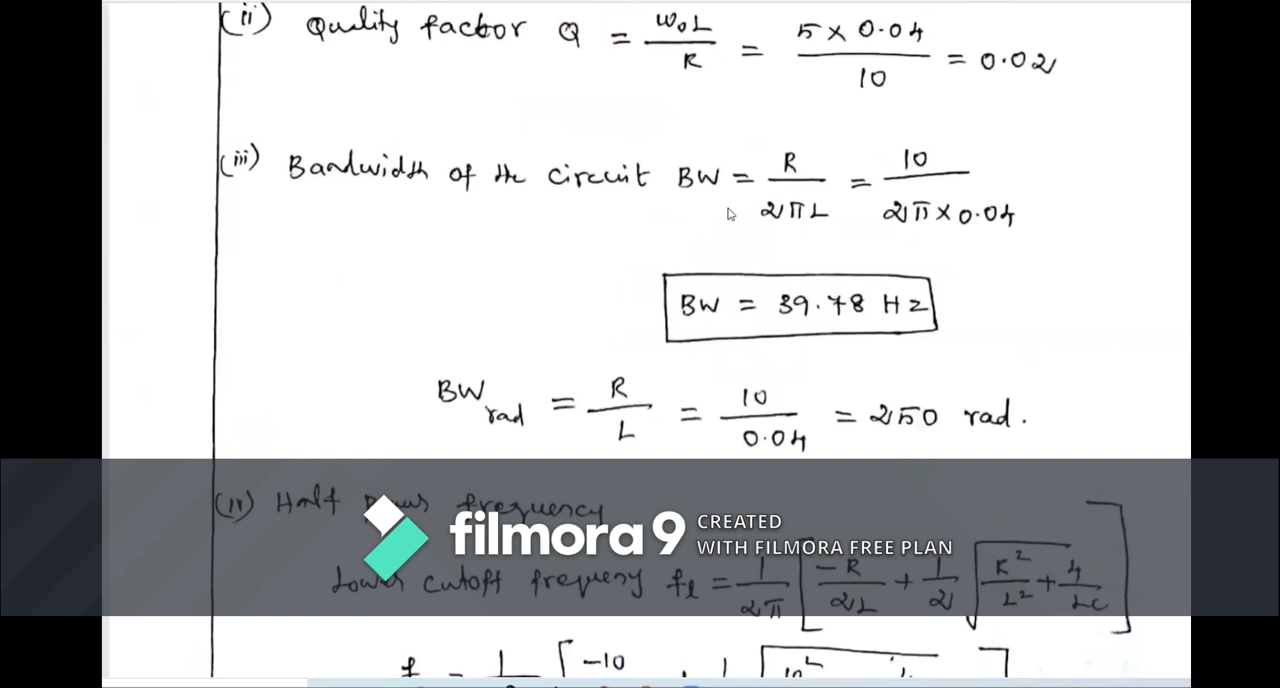 (ii) Quality factor Q = ω₀L / R = 5 × 0.04 / 10 = 0.02
(iii) Bandwidth of the circuit BW = R / 2πL = 10 / 2π × 0.04
BW = 39.78 Hz
BW rad = R / L = 10 / 0.04 = 250 rad.
(iv) Half Power frequency
filmora 9 CREATED
WITH FILMORA FREE PLAN
Lower cutoff frequency fℓ = 1 / 2π [ -R / 2L + 1 / 2 √ R² / L² + 4 / LC ]